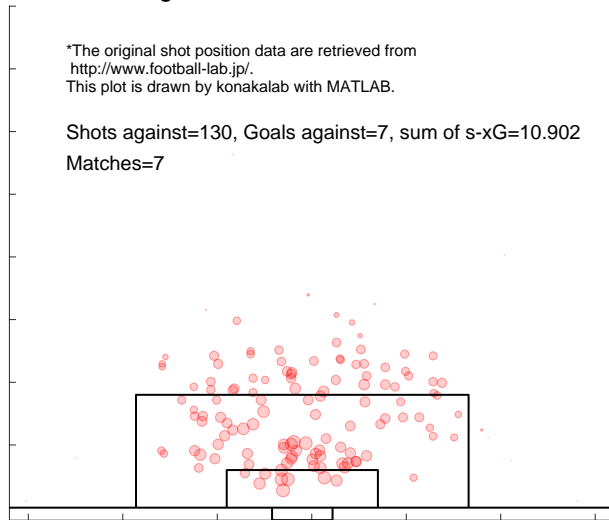 *The original shot position data are retrieved from
http://www.football-lab.jp/.
This plot is drawn by konakalab with MATLAB.
Shots against=130, Goals against=7, sum of s-xG=10.902
Matches=7